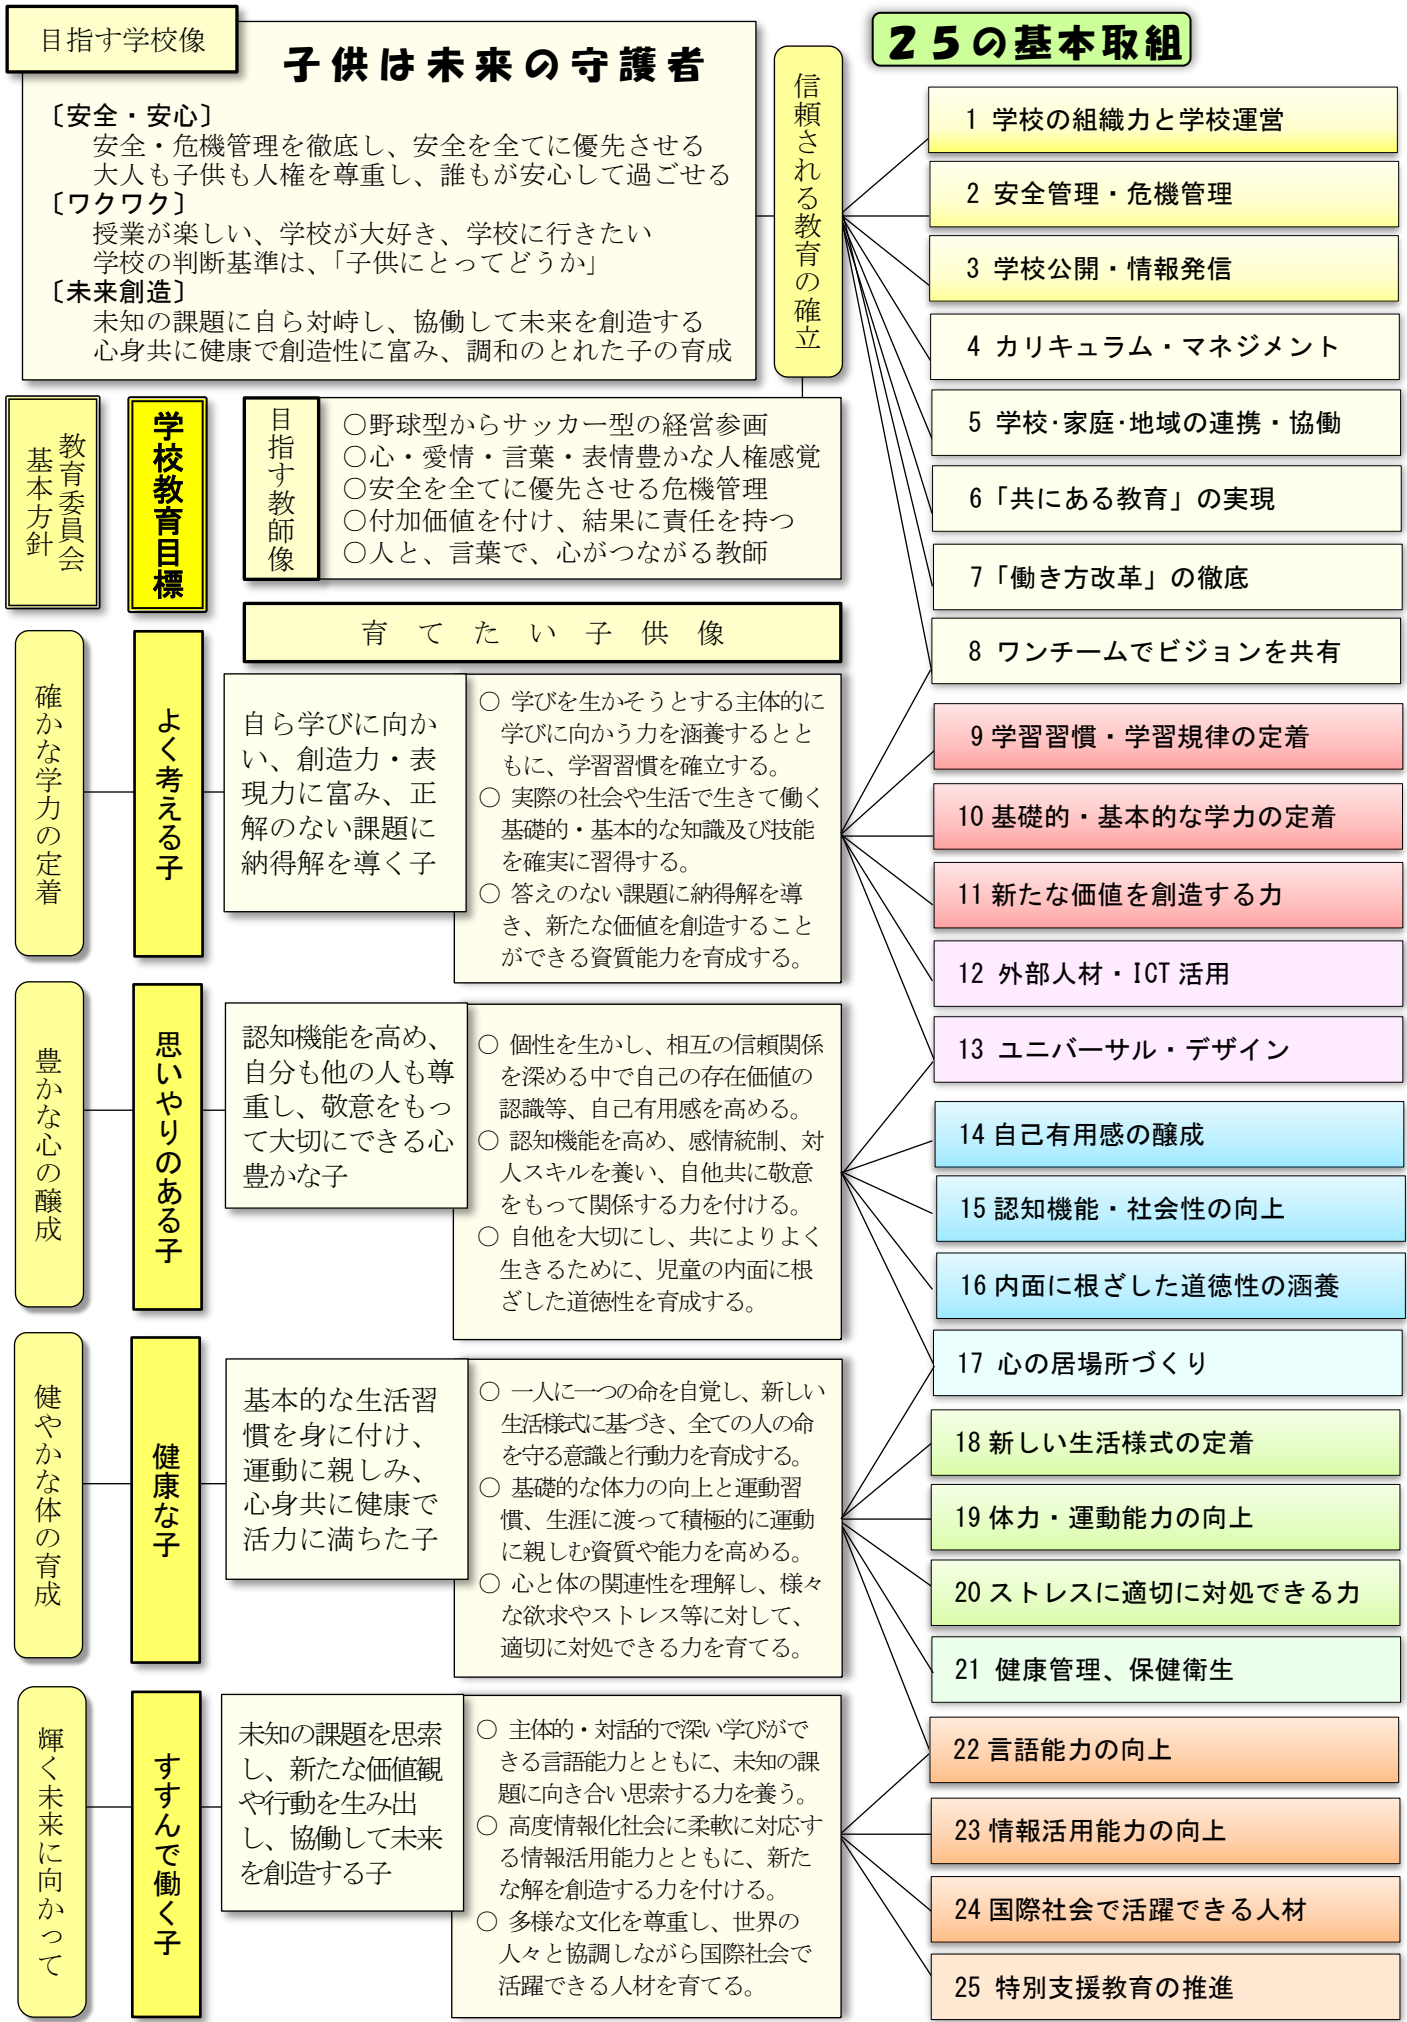 目指す学校像
子供は未来の守護者
〔安全・安心〕
安全・危機管理を徹底し、安全を全てに優先させる
大人も子供も人権を尊重し、誰もが安心して過ごせる
〔ワクワク〕
授業が楽しい、学校が大好き、学校に行きたい
学校の判断基準は、「子供にとってどうか」
〔未来創造〕
未知の課題に自ら対峙し、協働して未来を創造する
心身共に健康で創造性に富み、調和のとれた子の育成
信頼される教育の確立
教育委員会
基本方針
学校教育目標
目指す教師像
○野球型からサッカー型の経営参画
○心・愛情・言葉・表情豊かな人権感覚
○安全を全てに優先させる危機管理
○付加価値を付け、結果に責任を持つ
○人と、言葉で、心がつながる教師
育てたい子供像
確かな学力の定着
よく考える子
自ら学びに向か
い、創造力・表
現力に富み、正
解のない課題に
納得解を導く子
○ 学びを生かそうとする主体的に
学びに向かう力を涵養するとと
もに、学習習慣を確立する。
○ 実際の社会や生活で生きて働く
基礎的・基本的な知識及び技能
を確実に習得する。
○ 答えのない課題に納得解を導
き、新たな価値を創造すること
ができる資質能力を育成する。
豊かな心の醸成
思いやりのある子
認知機能を高め、
自分も他の人も尊
重し、敬意をもっ
て大切にできる心
豊かな子
○ 個性を生かし、相互の信頼関係
を深める中で自己の存在価値の
認識等、自己有用感を高める。
○ 認知機能を高め、感情統制、対
人スキルを養い、自他共に敬意
をもって関係する力を付ける。
○ 自他を大切にし、共によりよく
生きるために、児童の内面に根
ざした道徳性を育成する。
健やかな体の育成
健康な子
基本的な生活習
慣を身に付け、
運動に親しみ、
心身共に健康で
活力に満ちた子
○ 一人に一つの命を自覚し、新しい
生活様式に基づき、全ての人の命
を守る意識と行動力を育成する。
○ 基礎的な体力の向上と運動習
慣、生涯に渡って積極的に運動
に親しむ資質や能力を高める。
○ 心と体の関連性を理解し、様々
な欲求やストレス等に対して、
適切に対処できる力を育てる。
輝く未来に向かって
すすんで働く子
未知の課題を思索
し、新たな価値観
や行動を生み出
し、協働して未来
を創造する子
○ 主体的・対話的で深い学びがで
きる言語能力とともに、未知の課
題に向き合い思索する力を養う。
○ 高度情報化社会に柔軟に対応す
る情報活用能力とともに、新た
な解を創造する力を付ける。
○ 多様な文化を尊重し、世界の
人々と協調しながら国際社会で
活躍できる人材を育てる。
25の基本取組
1 学校の組織力と学校運営
2 安全管理・危機管理
3 学校公開・情報発信
4 カリキュラム・マネジメント
5 学校・家庭・地域の連携・協働
6「共にある教育」の実現
7「働き方改革」の徹底
8 ワンチームでビジョンを共有
9 学習習慣・学習規律の定着
10 基礎的・基本的な学力の定着
11 新たな価値を創造する力
12 外部人材・ICT 活用
13 ユニバーサル・デザイン
14 自己有用感の醸成
15 認知機能・社会性の向上
16 内面に根ざした道徳性の涵養
17 心の居場所づくり
18 新しい生活様式の定着
19 体力・運動能力の向上
20 ストレスに適切に対処できる力
21 健康管理、保健衛生
22 言語能力の向上
23 情報活用能力の向上
24 国際社会で活躍できる人材
25 特別支援教育の推進